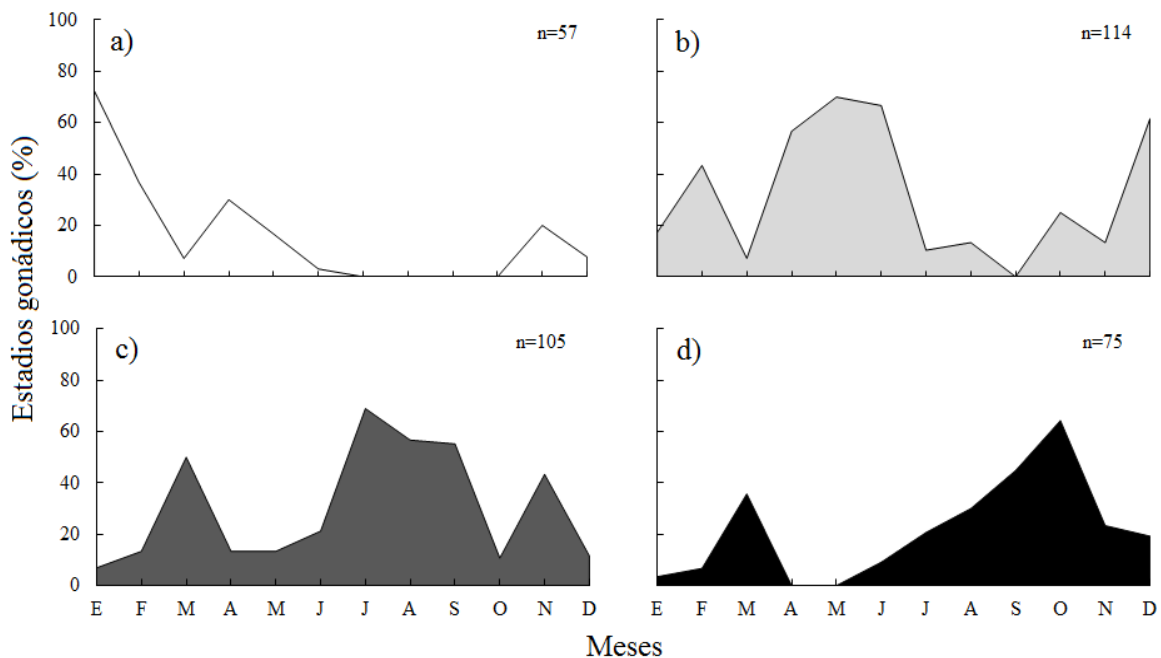 Estadios gonádicos (%)
a)
n=57
100
80
60
40
20
0
b)
n=114
c)
n=105
100
80
60
40
20
0
d)
n=75
E F M A M J J A S O N D
E F M A M J J A S O N D
Meses